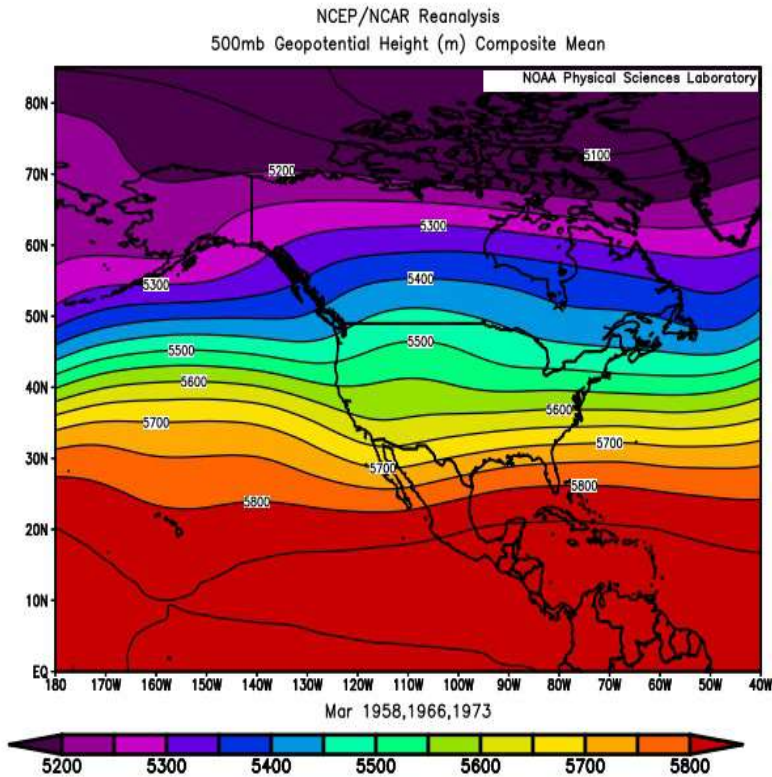 NCEP/NCAR Reanalysis
500mb Geopotential Height (m) Composite Mean
NOAA Physical Sciences Laboratory
80N
5100
70N
5200
60N
5300
5300
5400
50N
5500
5500
40N
5600
5600
5700
5700
30N
5700
5800
5800
20N
10N
EQ
180 170W 160W 150W 140W 130W 120W 110W 100W 90W 80W 70W 60W 50W 40W
Mar 1958,1966,1973
5200 5300 5400 5500 5600 5700 5800